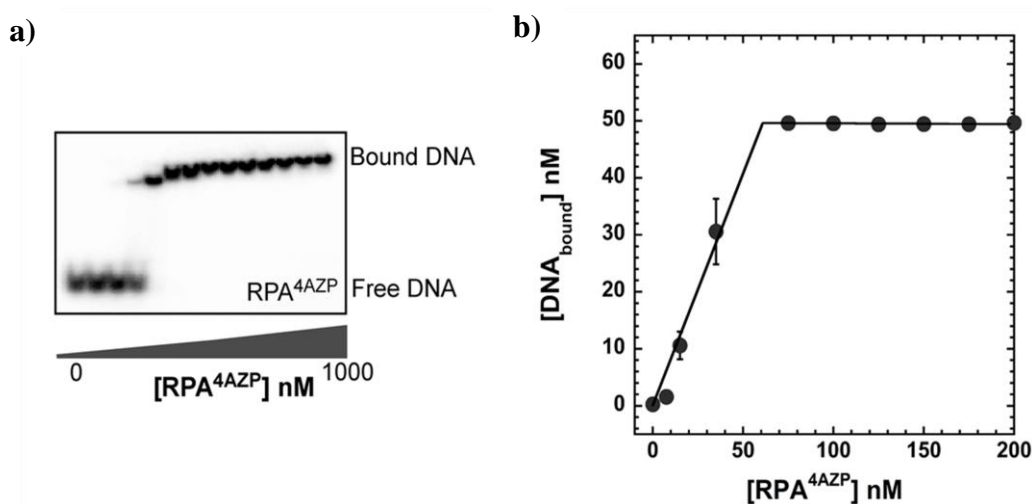 a)
Bound DNA
RPA4AZP
Free DNA
0
1000
[RPA4AZP] nM
b)
[DNAbound] nM
60
50
40
30
20
10
0
0
50
100
150
200
[RPA4AZP] nM